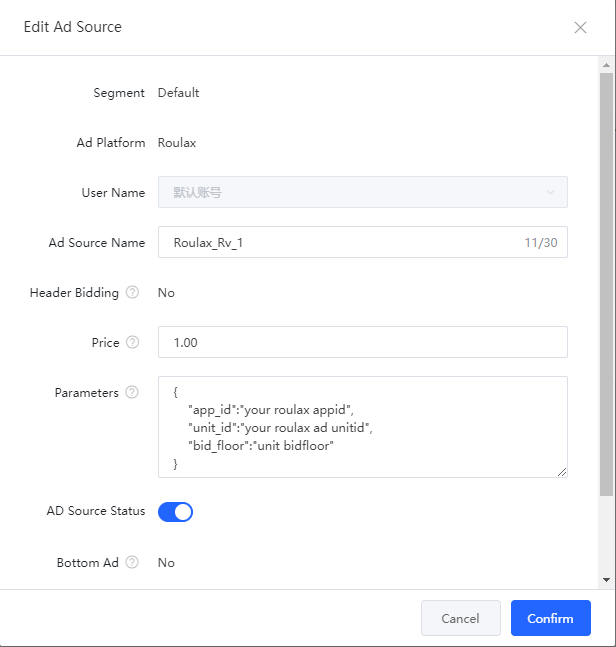 Edit Ad Source
Segment Default
Ad Platform Roulax
User Name 默认账号
Ad Source Name Roulax_Rv_1 11/30
Header Bidding ? No
Price ? 1.00
Parameters ? {
"app_id":"your roulax appid",
"unit_id":"your roulax ad unitid",
"bid_floor":"unit bidfloor"
}
AD Source Status
Bottom Ad ? No
Cancel Confirm